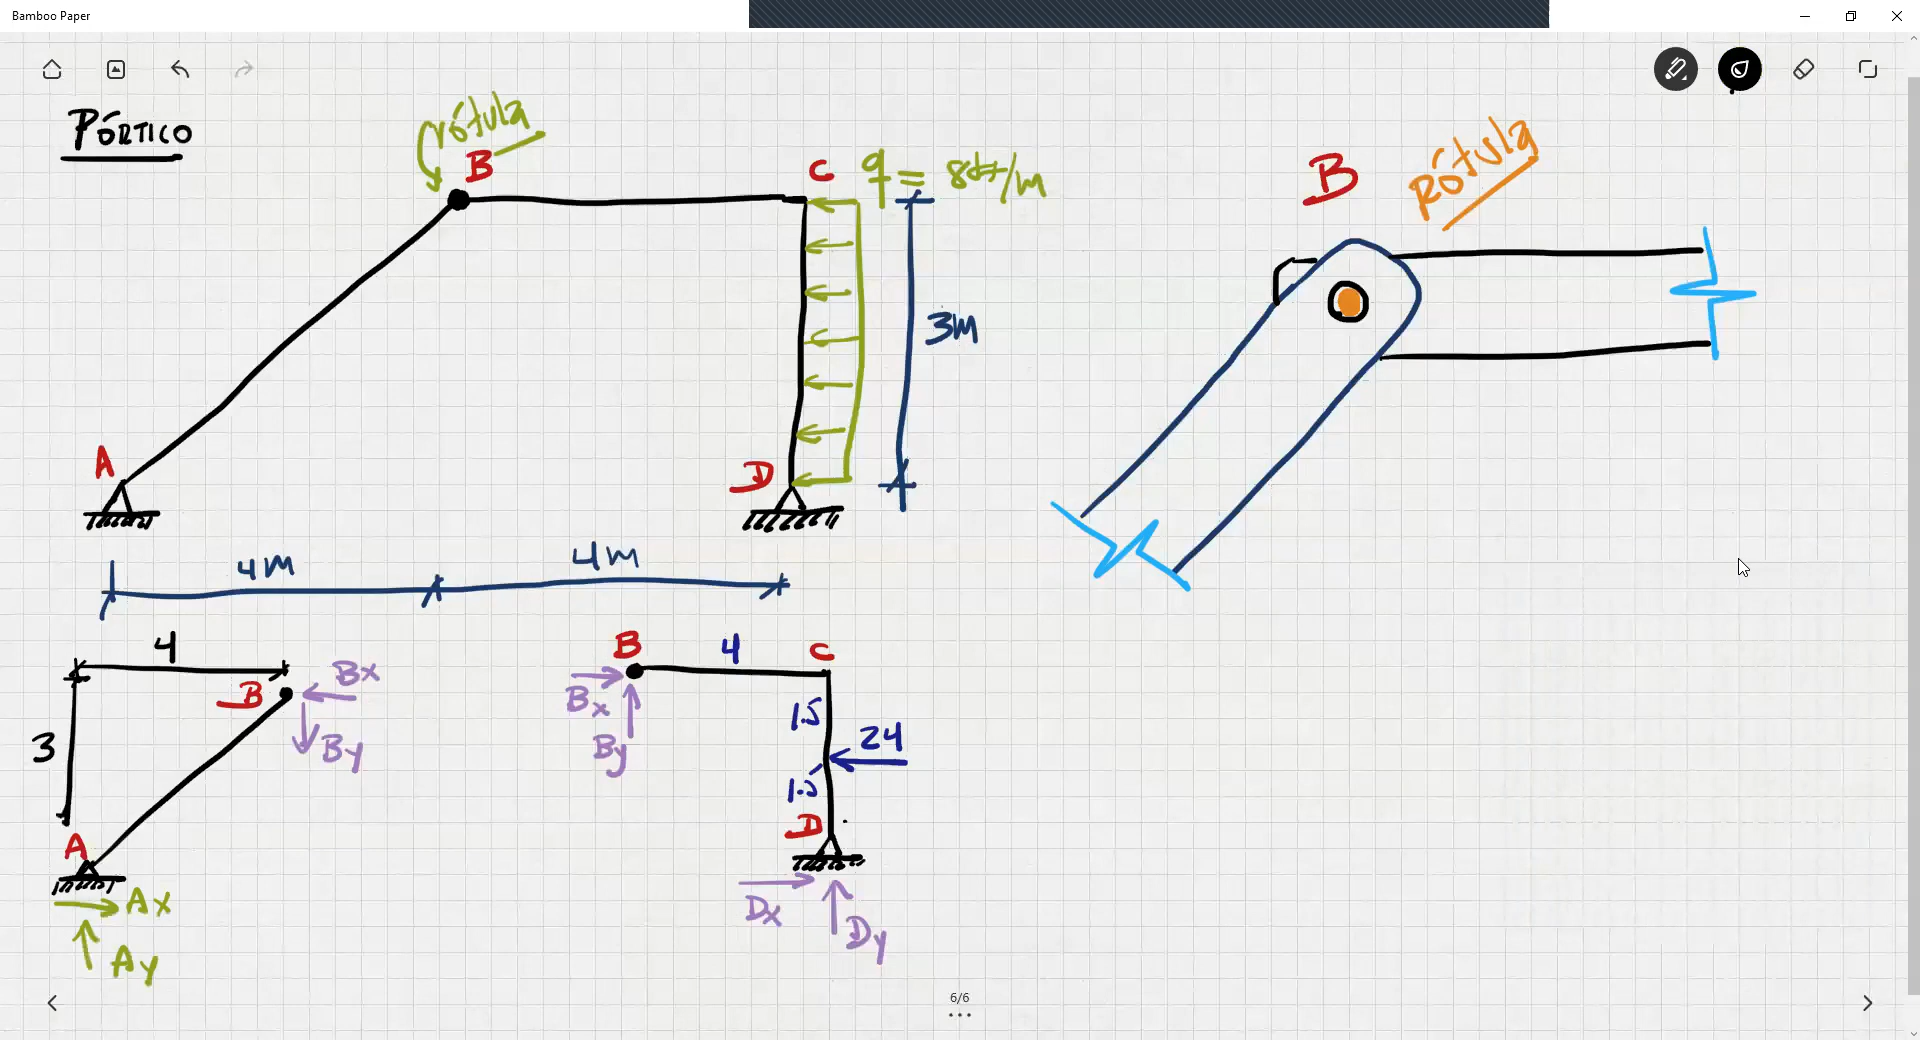 Bamboo Paper
PÓRTICO
rótula
B
C
q = 8tf/m
3m
A
D
4m
4m
B
Rótula
4
B
Bx
By
3
A
Ax
Ay
B
4
C
Bx
By
1.5
24
1.5
D
Dx
Dy
6/6